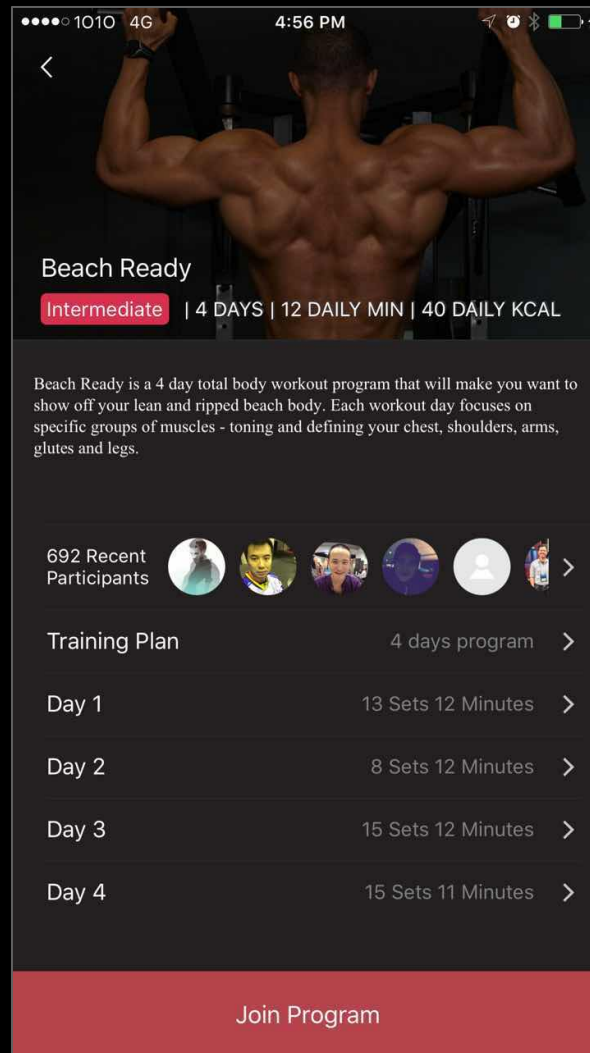 1010 4G 4:56 PM
Beach Ready
Intermediate | 4 DAYS | 12 DAILY MIN | 40 DAILY KCAL
Beach Ready is a 4 day total body workout program that will make you want to
show off your lean and ripped beach body. Each workout day focuses on
specific groups of muscles - toning and defining your chest, shoulders, arms,
glutes and legs.
692 Recent
Participants
Training Plan 4 days program
Day 1 13 Sets 12 Minutes
Day 2 8 Sets 12 Minutes
Day 3 15 Sets 12 Minutes
Day 4 15 Sets 11 Minutes
Join Program